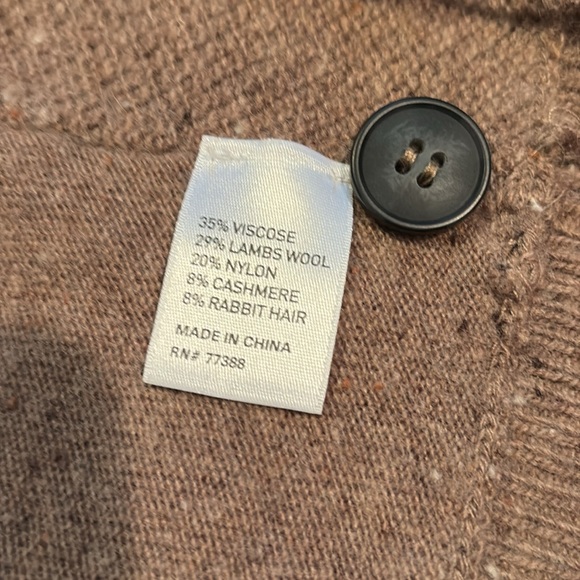 35% VISCOSE
29% LAMBS WOOL
20% NYLON
8% CASHMERE
8% RABBIT HAIR
MADE IN CHINA
RN# 77388